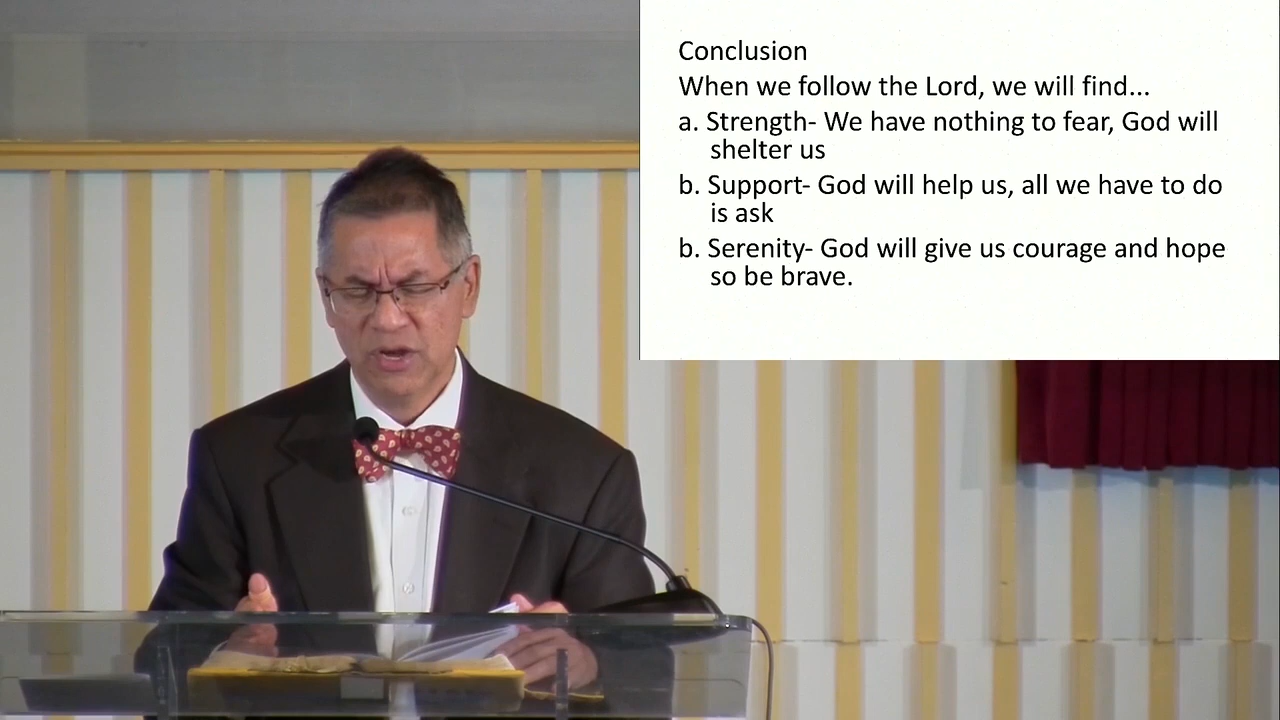 Conclusion
When we follow the Lord, we will find...
a. Strength- We have nothing to fear, God will
shelter us
b. Support- God will help us, all we have to do
is ask
b. Serenity- God will give us courage and hope
so be brave.